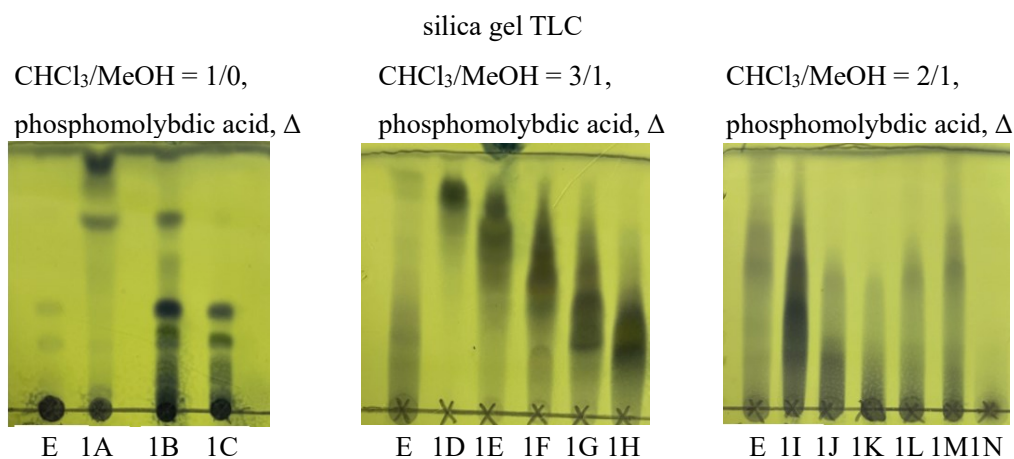 silica gel TLC
CHCl₃/MeOH = 1/0,
phosphomolybdic acid, Δ
E 1A 1B 1C
CHCl₃/MeOH = 3/1,
phosphomolybdic acid, Δ
E 1D 1E 1F 1G 1H
CHCl₃/MeOH = 2/1,
phosphomolybdic acid, Δ
E 1I 1J 1K 1L 1M1N